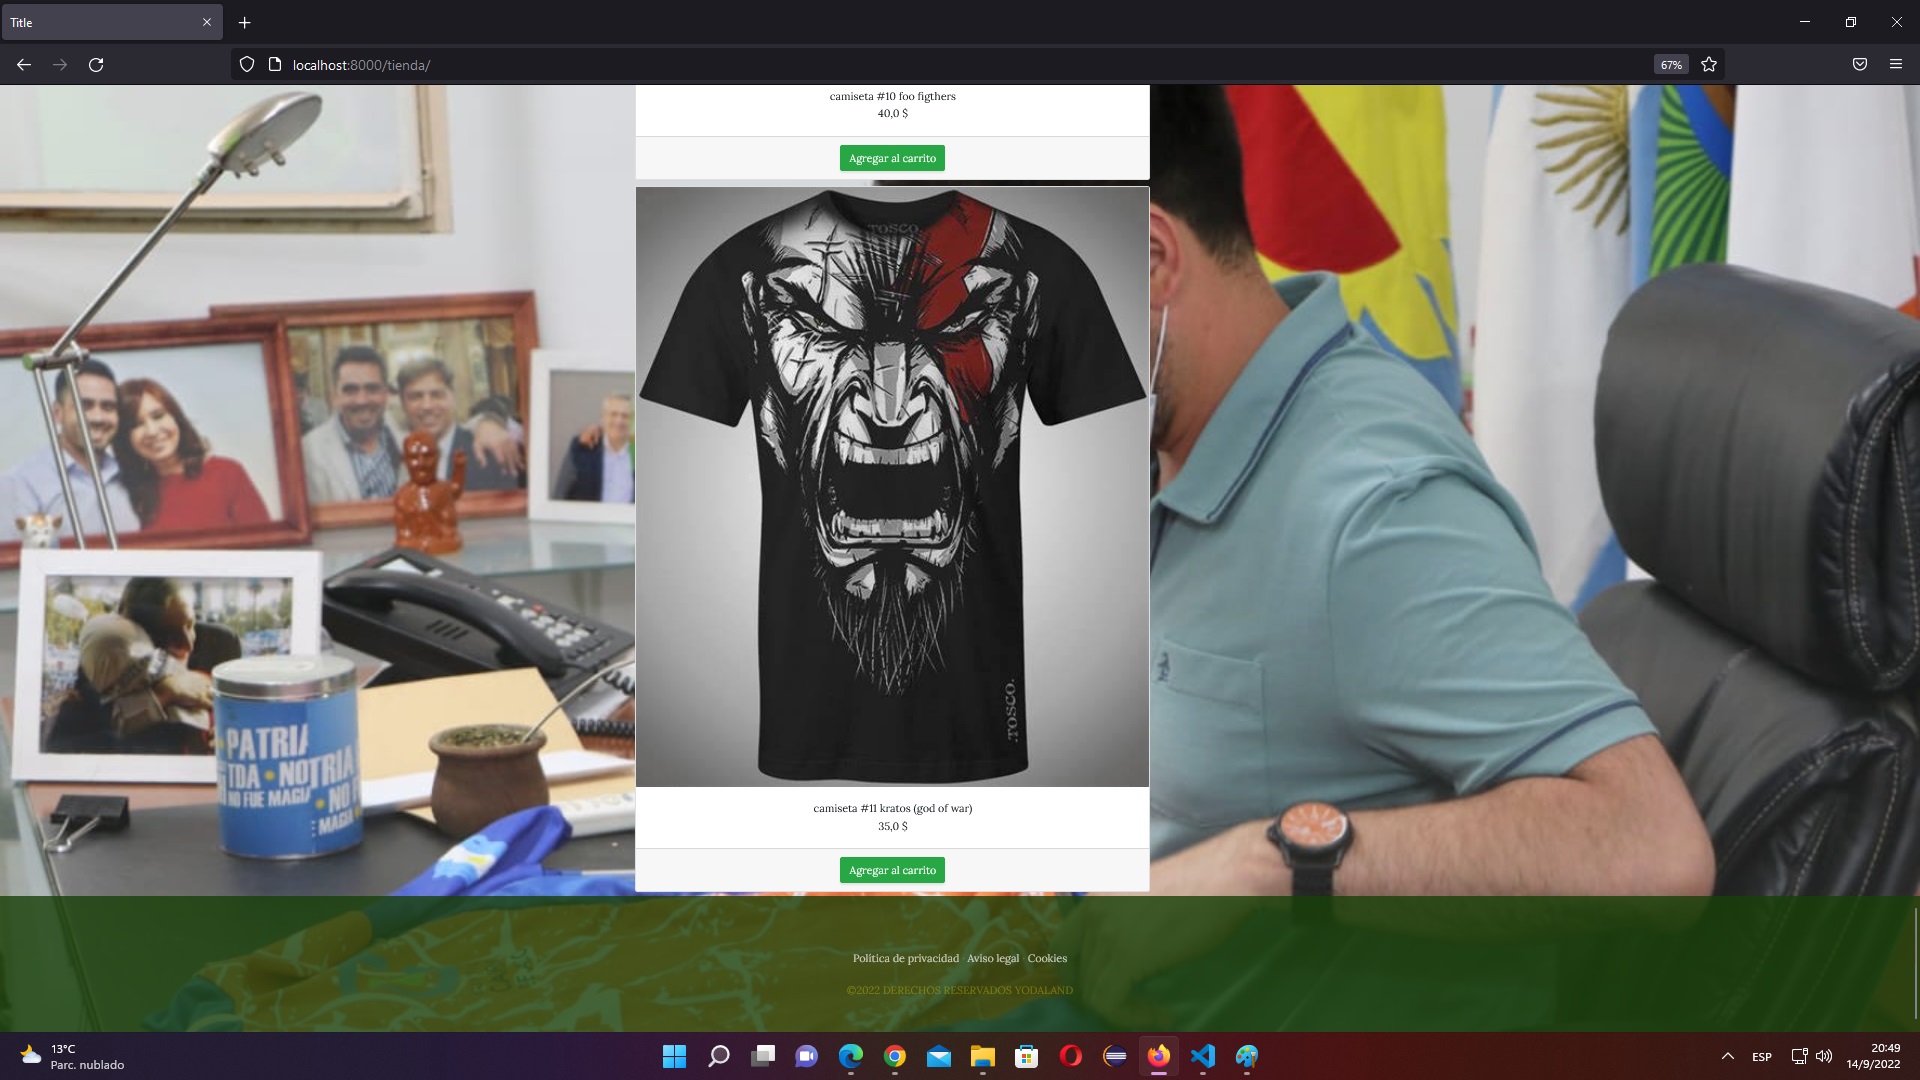 Title
localhost:8000/tienda/
67%
camiseta #10 foo figthers
40,0 $
Agregar al carrito
TOSCO
.TOSCO.
camiseta #11 kratos (god of war)
35,0 $
Agregar al carrito
PATRIA
TDA • NOTRIA
NO FUE MAGIA
• NO F
E MAGIA
Política de privacidad · Aviso legal · Cookies
©2022 DERECHOS RESERVADOS YODALAND
13°C
Parc. nublado
ESP
20:49
14/9/2022